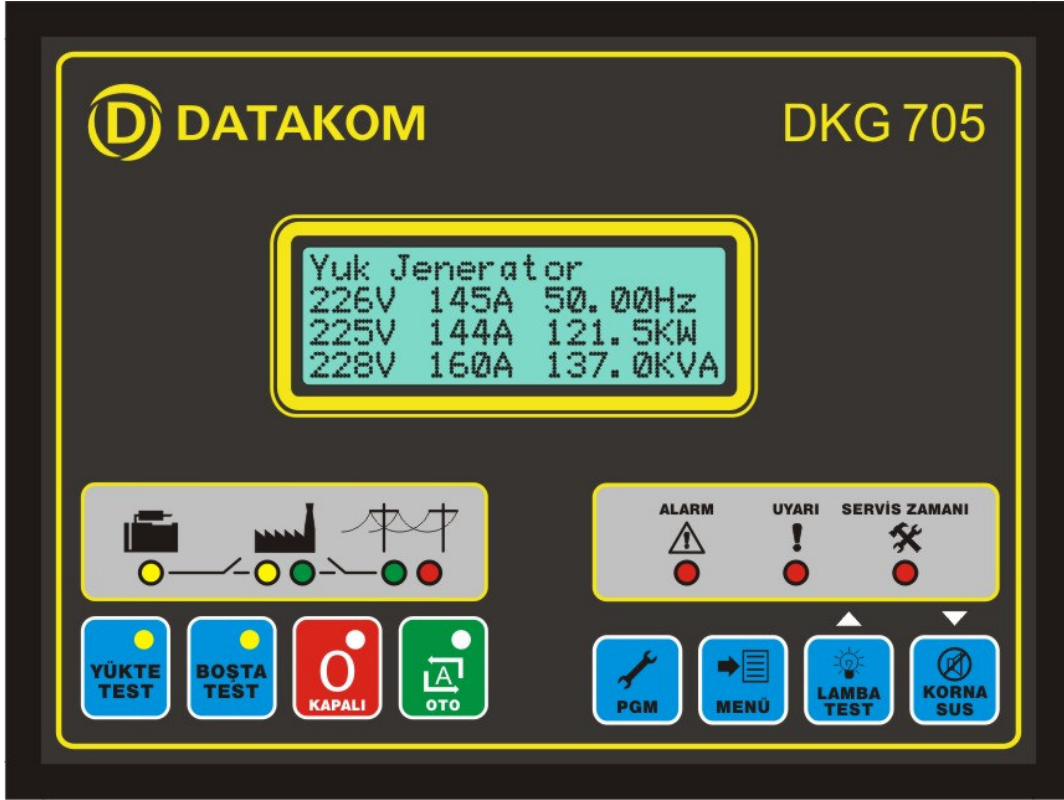 DATAKOM
DKG 705
Yuk Jenerator
226V 145A 50.00Hz
225V 144A 121.5KW
228V 160A 137.0KVA
ALARM
UYARI
SERVİS ZAMANI
YÜKTE
TEST
BOŞTA
TEST
O
KAPALI
A
OTO
PGM
MENÜ
LAMBA
TEST
KORNA
SUS